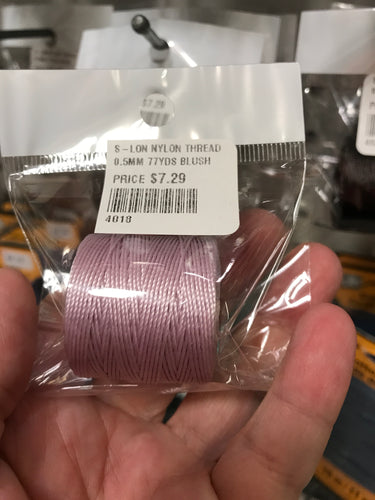 $7.29
S-LON NYLON THREAD
0.5MM 77YDS BLUSH
PRICE $7.29
4018